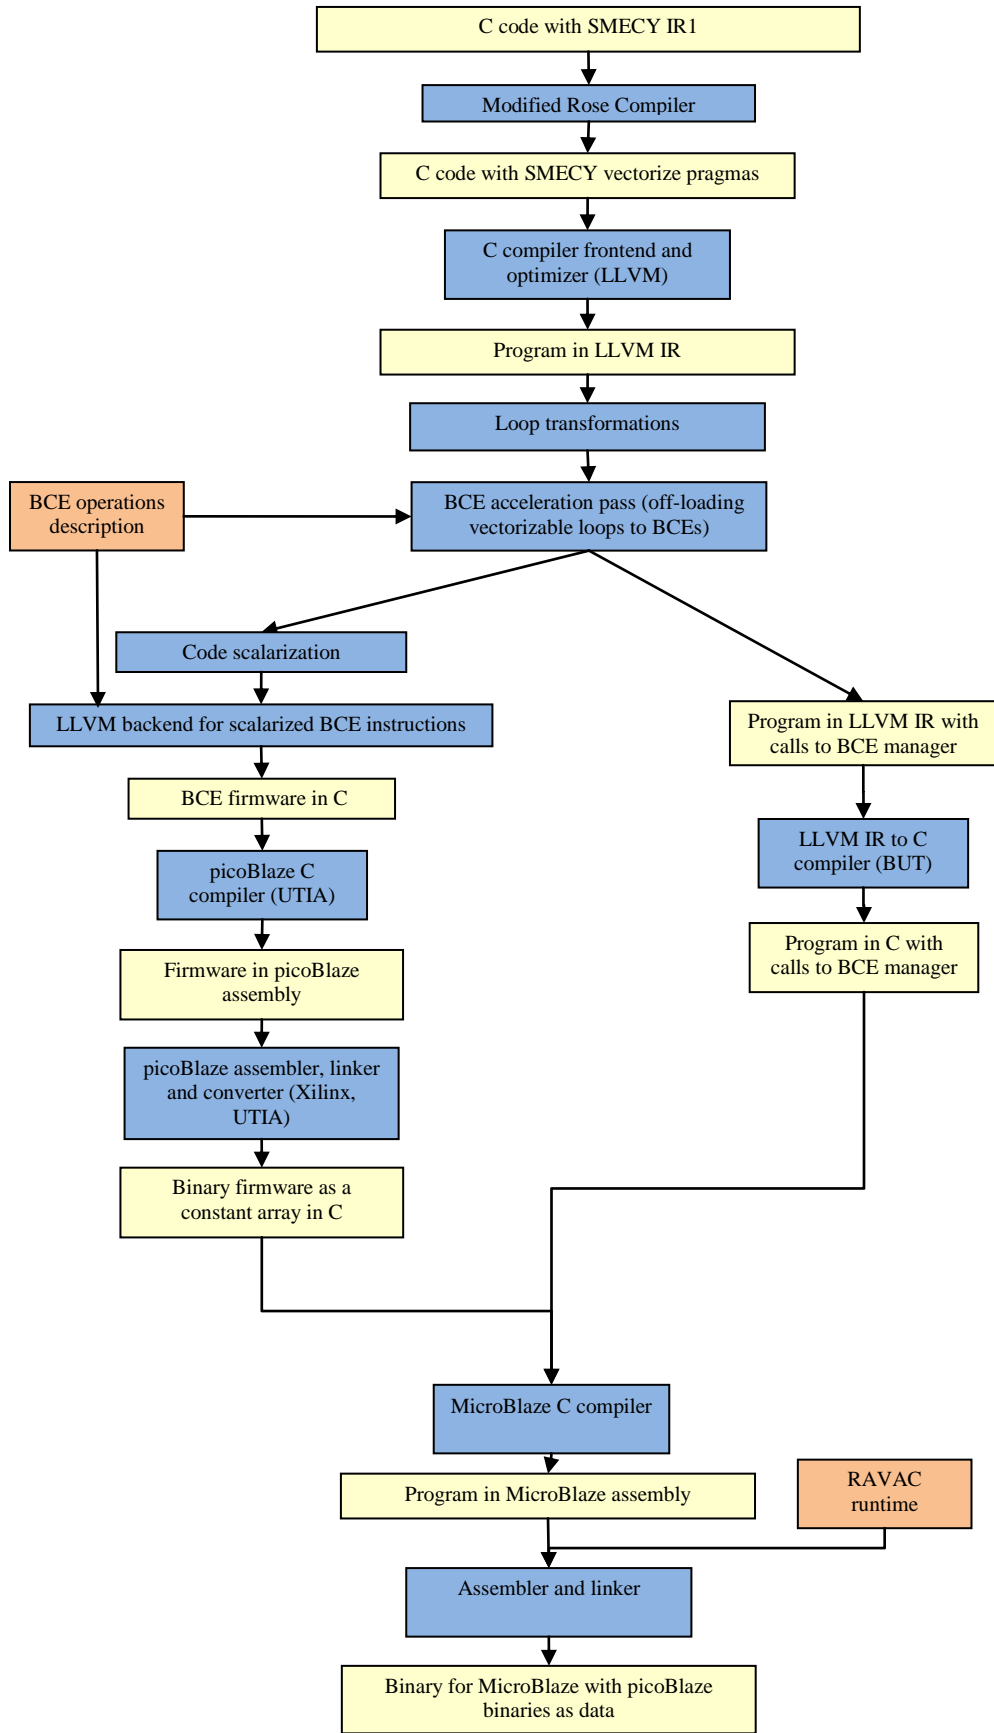 C code with SMECY IR1
Modified Rose Compiler
C code with SMECY vectorize pragmas
C compiler frontend and
optimizer (LLVM)
Program in LLVM IR
Loop transformations
BCE operations
description
BCE acceleration pass (off-loading
vectorizable loops to BCEs)
Code scalarization
LLVM backend for scalarized BCE instructions
BCE firmware in C
picoBlaze C
compiler (UTIA)
Firmware in picoBlaze
assembly
picoBlaze assembler, linker
and converter (Xilinx,
UTIA)
Binary firmware as a
constant array in C
Program in LLVM IR with
calls to BCE manager
LLVM IR to C
compiler (BUT)
Program in C with
calls to BCE manager
MicroBlaze C compiler
Program in MicroBlaze assembly
RAVAC
runtime
Assembler and linker
Binary for MicroBlaze with picoBlaze
binaries as data